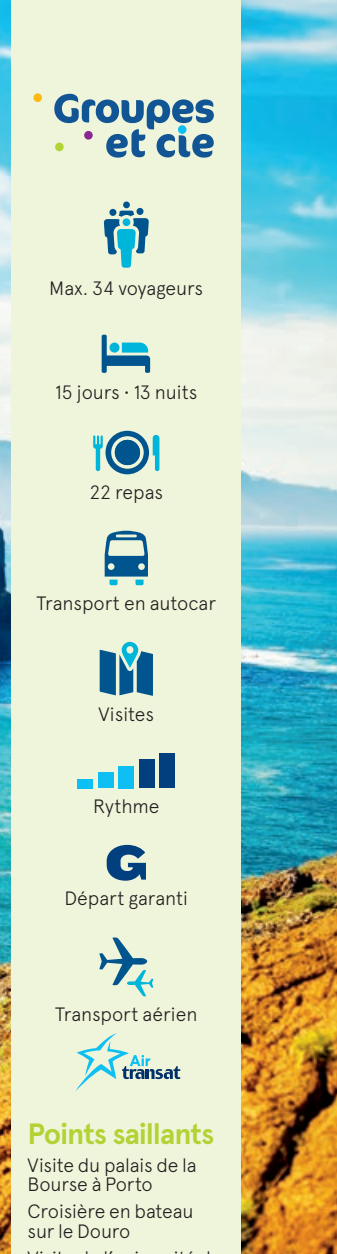 Groupes
et cie
Max. 34 voyageurs
15 jours · 13 nuits
22 repas
Transport en autocar
Visites
Rythme
G
Départ garanti
Transport aérien
Air
transat
Points saillants
Visite du palais de la
Bourse à Porto
Croisière en bateau
sur le Douro